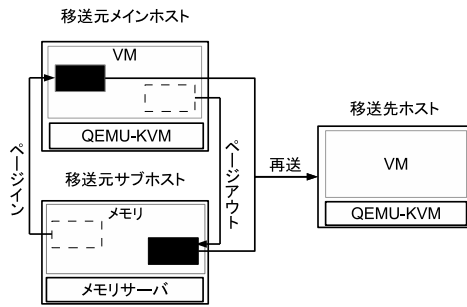 移送元メインホスト
VM
QEMU-KVM
ページイン
ページアウト
移送元サブホスト
メモリ
メモリサーバ
再送
移送先ホスト
VM
QEMU-KVM